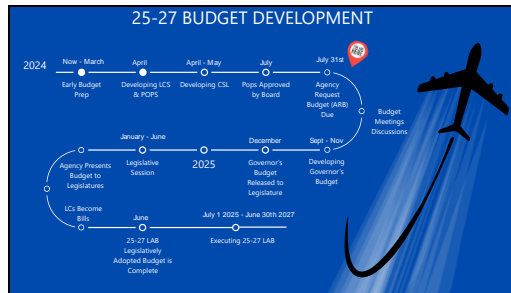 25-27 BUDGET DEVELOPMENT
2024
Now - March
Early Budget
Prep
April
Developing LCS
& POPS
April - May
Developing CSL
July
Pops Approved
by Board
July 31st
Agency
Request
Budget (ARB)
Due
Budget
Meetings
Discussions
Sept - Nov
Developing
Governor's
Budget
December
Governor's
Budget
Released to
Legislature
2025
January - June
Legislative
Session
Agency Presents
Budget to
Legislatures
LCs Become
Bills
June
25-27 LAB
Legislatively
Adopted Budget is
Complete
July 1 2025 - June 30th 2027
Executing 25-27 LAB